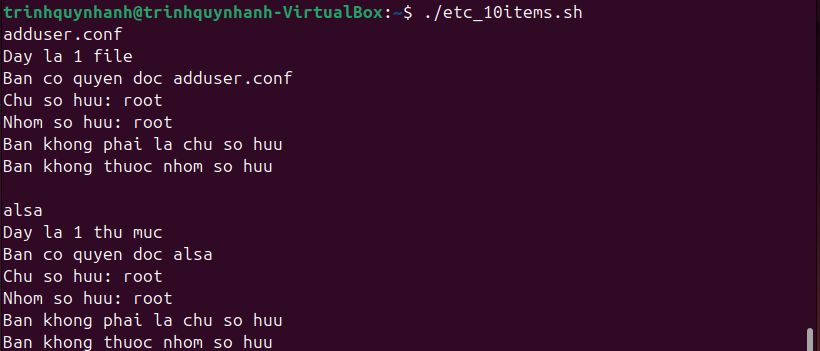 trinhquynhanh@trinhquynhanh-VirtualBox:~$ ./etc_10items.sh
adduser.conf
Day la 1 file
Ban co quyen doc adduser.conf
Chu so huu: root
Nhom so huu: root
Ban khong phai la chu so huu
Ban khong thuoc nhom so huu
alsa
Day la 1 thu muc
Ban co quyen doc alsa
Chu so huu: root
Nhom so huu: root
Ban khong phai la chu so huu
Ban khong thuoc nhom so huu